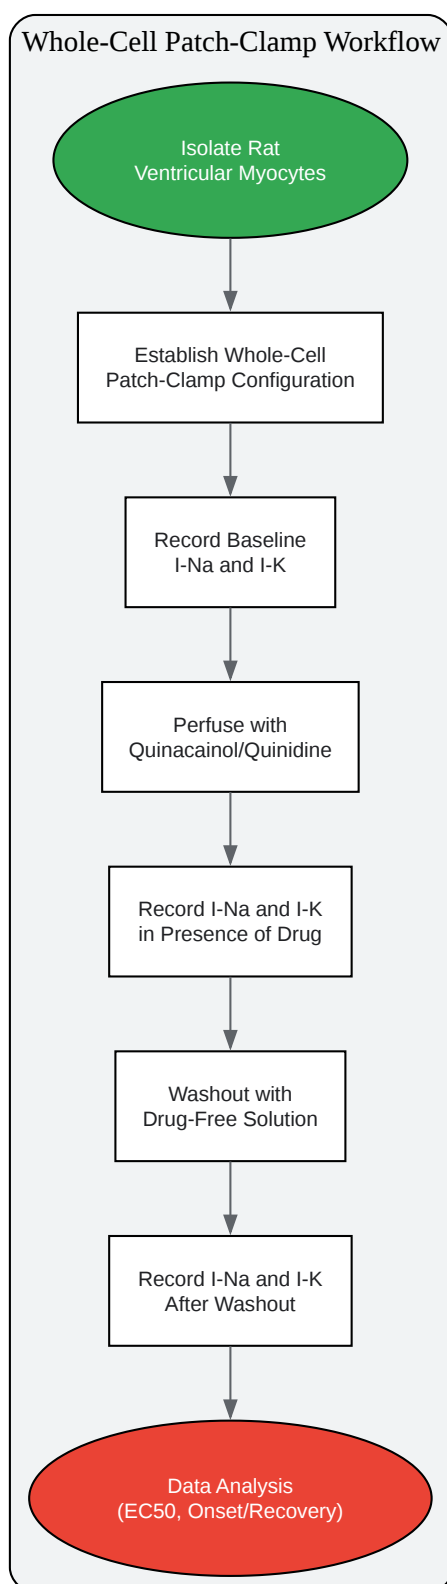 Whole-Cell Patch-Clamp Workflow
Isolate Rat
Ventricular Myocytes
Establish Whole-Cell
Patch-Clamp Configuration
Record Baseline
I-Na and I-K
Perfuse with
Quinacainol/Quinidine
Record I-Na and I-K
in Presence of Drug
Washout with
Drug-Free Solution
Record I-Na and I-K
After Washout
Data Analysis
(EC50, Onset/Recovery)